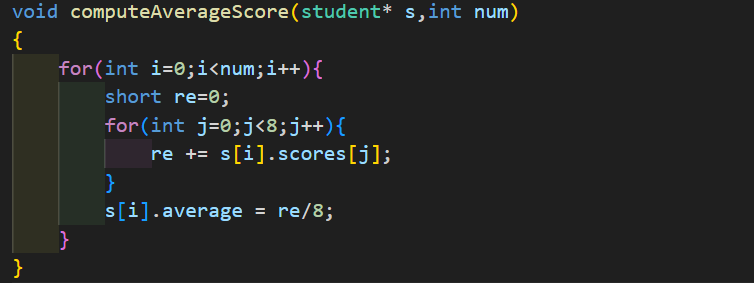 void computeAverageScore(student* s,int num)
{
    for(int i=0;i<num;i++){
        short re=0;
        for(int j=0;j<8;j++){
            re += s[i].scores[j];
        }
        s[i].average = re/8;
    }
}